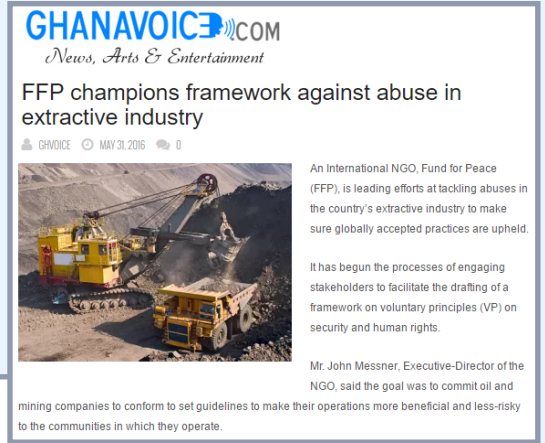 GHANAVOICE.COM
News, Arts & Entertainment
FFP champions framework against abuse in
extractive industry
GHVOICE MAY 31, 2016 0
An International NGO, Fund for Peace
(FFP), is leading efforts at tackling abuses in
the country's extractive industry to make
sure globally accepted practices are upheld.
It has begun the processes of engaging
stakeholders to facilitate the drafting of a
framework on voluntary principles (VP) on
security and human rights.
Mr. John Messner, Executive-Director of the
NGO, said the goal was to commit oil and
mining companies to conform to set guidelines to make their operations more beneficial and less-risky
to the communities in which they operate.